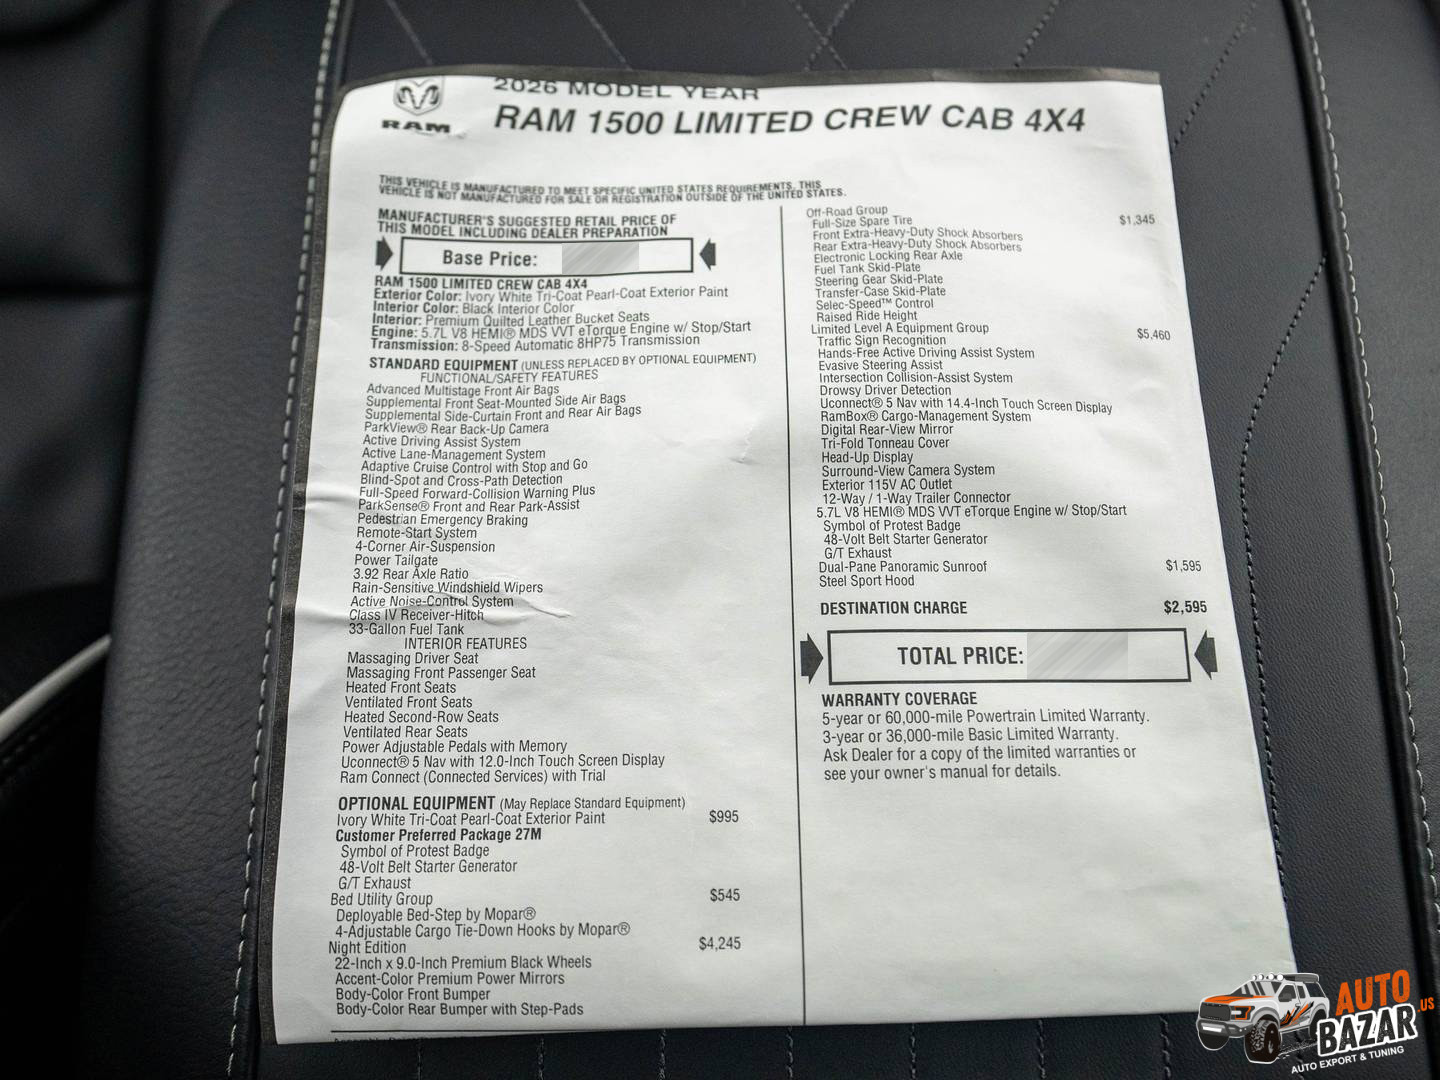 RAM
2026 MODEL YEAR
RAM 1500 LIMITED CREW CAB 4X4
THIS VEHICLE IS MANUFACTURED TO MEET SPECIFIC UNITED STATES REQUIREMENTS. THIS
VEHICLE IS NOT MANUFACTURED FOR SALE OR REGISTRATION OUTSIDE OF THE UNITED STATES.
MANUFACTURER'S SUGGESTED RETAIL PRICE OF
THIS MODEL INCLUDING DEALER PREPARATION
Base Price:
RAM 1500 LIMITED CREW CAB 4X4
Exterior Color: Ivory White Tri-Coat Pearl-Coat Exterior Paint
Interior Color: Black Interior Color
Interior: Premium Quilted Leather Bucket Seats
Engine: 5.7L V8 HEMI® MDS VVT eTorque Engine w/ Stop/Start
Transmission: 8-Speed Automatic 8HP75 Transmission
STANDARD EQUIPMENT (UNLESS REPLACED BY OPTIONAL EQUIPMENT)
FUNCTIONAL/SAFETY FEATURES
Advanced Multistage Front Air Bags
Supplemental Front Seat-Mounted Side Air Bags
Supplemental Side-Curtain Front and Rear Air Bags
ParkView® Rear Back-Up Camera
Active Driving Assist System
Active Lane-Management System
Adaptive Cruise Control with Stop and Go
Blind-Spot and Cross-Path Detection
Full-Speed Forward-Collision Warning Plus
ParkSense® Front and Rear Park-Assist
Pedestrian Emergency Braking
Remote-Start System
4-Corner Air-Suspension
Power Tailgate
3.92 Rear Axle Ratio
Rain-Sensitive Windshield Wipers
Active Noise-Control System
Class IV Receiver-Hitch
33-Gallon Fuel Tank
INTERIOR FEATURES
Massaging Driver Seat
Massaging Front Passenger Seat
Heated Front Seats
Ventilated Front Seats
Heated Second-Row Seats
Ventilated Rear Seats
Power Adjustable Pedals with Memory
Uconnect® 5 Nav with 12.0-Inch Touch Screen Display
Ram Connect (Connected Services) with Trial
OPTIONAL EQUIPMENT (May Replace Standard Equipment)
Ivory White Tri-Coat Pearl-Coat Exterior Paint $995
Customer Preferred Package 27M
Symbol of Protest Badge
48-Volt Belt Starter Generator
G/T Exhaust
Bed Utility Group $545
Deployable Bed-Step by Mopar®
4-Adjustable Cargo Tie-Down Hooks by Mopar®
Night Edition $4,245
22-Inch x 9.0-Inch Premium Black Wheels
Accent-Color Premium Power Mirrors
Body-Color Front Bumper
Body-Color Rear Bumper with Step-Pads
Off-Road Group $1,345
Full-Size Spare Tire
Front Extra-Heavy-Duty Shock Absorbers
Rear Extra-Heavy-Duty Shock Absorbers
Electronic Locking Rear Axle
Fuel Tank Skid-Plate
Steering Gear Skid-Plate
Transfer-Case Skid-Plate
Selec-Speed™ Control
Raised Ride Height
Limited Level A Equipment Group $5,460
Traffic Sign Recognition
Hands-Free Active Driving Assist System
Evasive Steering Assist
Intersection Collision-Assist System
Drowsy Driver Detection
Uconnect® 5 Nav with 14.4-Inch Touch Screen Display
RamBox® Cargo-Management System
Digital Rear-View Mirror
Tri-Fold Tonneau Cover
Head-Up Display
Surround-View Camera System
Exterior 115V AC Outlet
12-Way / 1-Way Trailer Connector
5.7L V8 HEMI® MDS VVT eTorque Engine w/ Stop/Start
Symbol of Protest Badge
48-Volt Belt Starter Generator
G/T Exhaust
Dual-Pane Panoramic Sunroof $1,595
Steel Sport Hood
DESTINATION CHARGE $2,595
TOTAL PRICE:
WARRANTY COVERAGE
5-year or 60,000-mile Powertrain Limited Warranty.
3-year or 36,000-mile Basic Limited Warranty.
Ask Dealer for a copy of the limited warranties or
see your owner's manual for details.
AUTO
BAZAR.US
AUTO EXPORT & TUNING